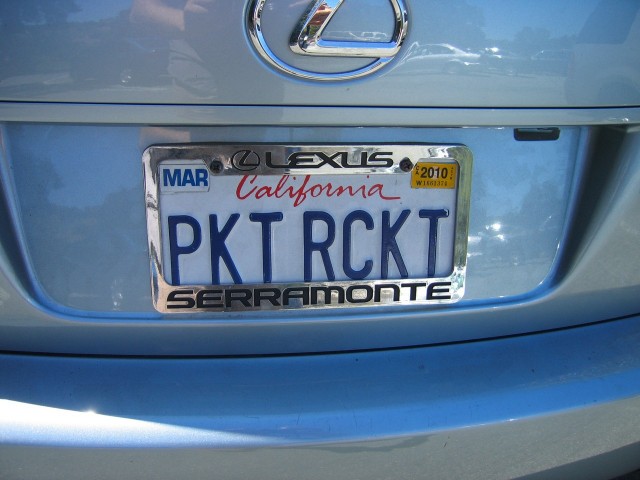 LEXUS
MAR
California
2010
PKT RCKT
SERRAMONTE